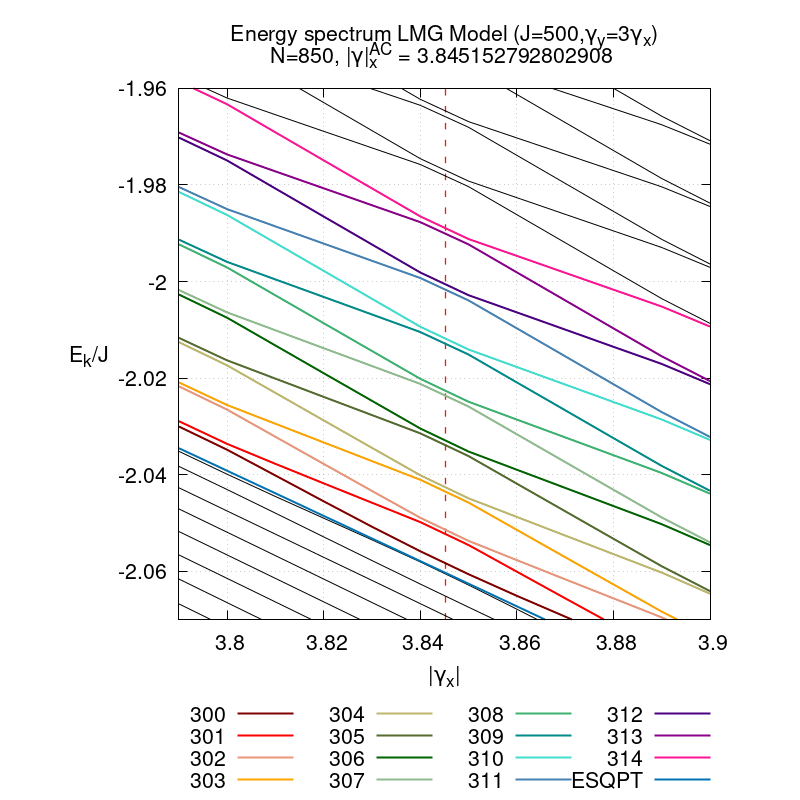 Energy spectrum LMG Model (J=500,γy=3γx)
N=850, |γ|xAC = 3.845152792802908
-1.96
-1.98
-2
-2.02
-2.04
-2.06
Ek/J
3.8 3.82 3.84 3.86 3.88 3.9
|γx|
300 304 308 312
301 305 309 313
302 306 310 314
303 307 311 ESQPT